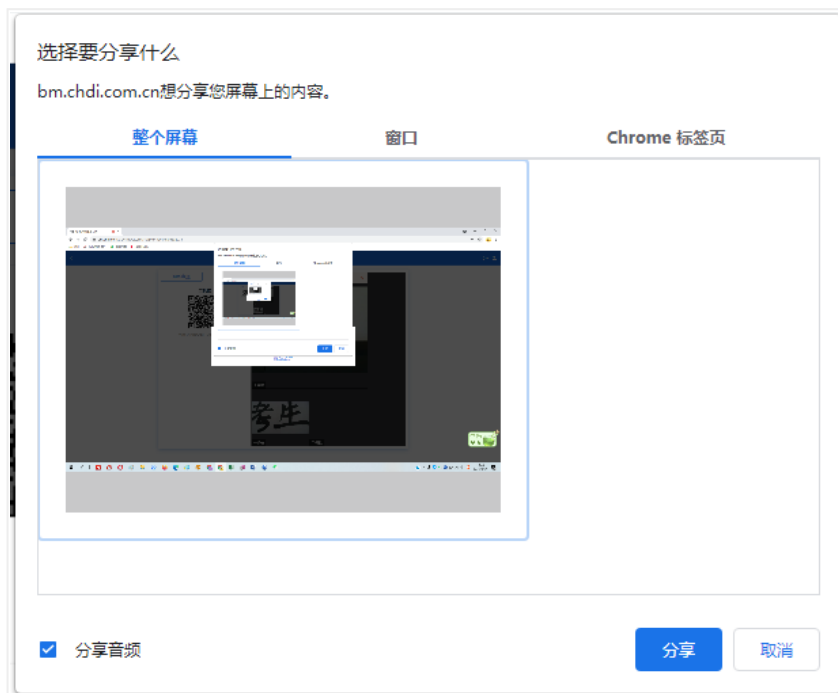 选择要分享什么
bm.chdi.com.cn想分享您屏幕上的内容。
整个屏幕
窗口
Chrome 标签页
考生
分享音频
分享
取消